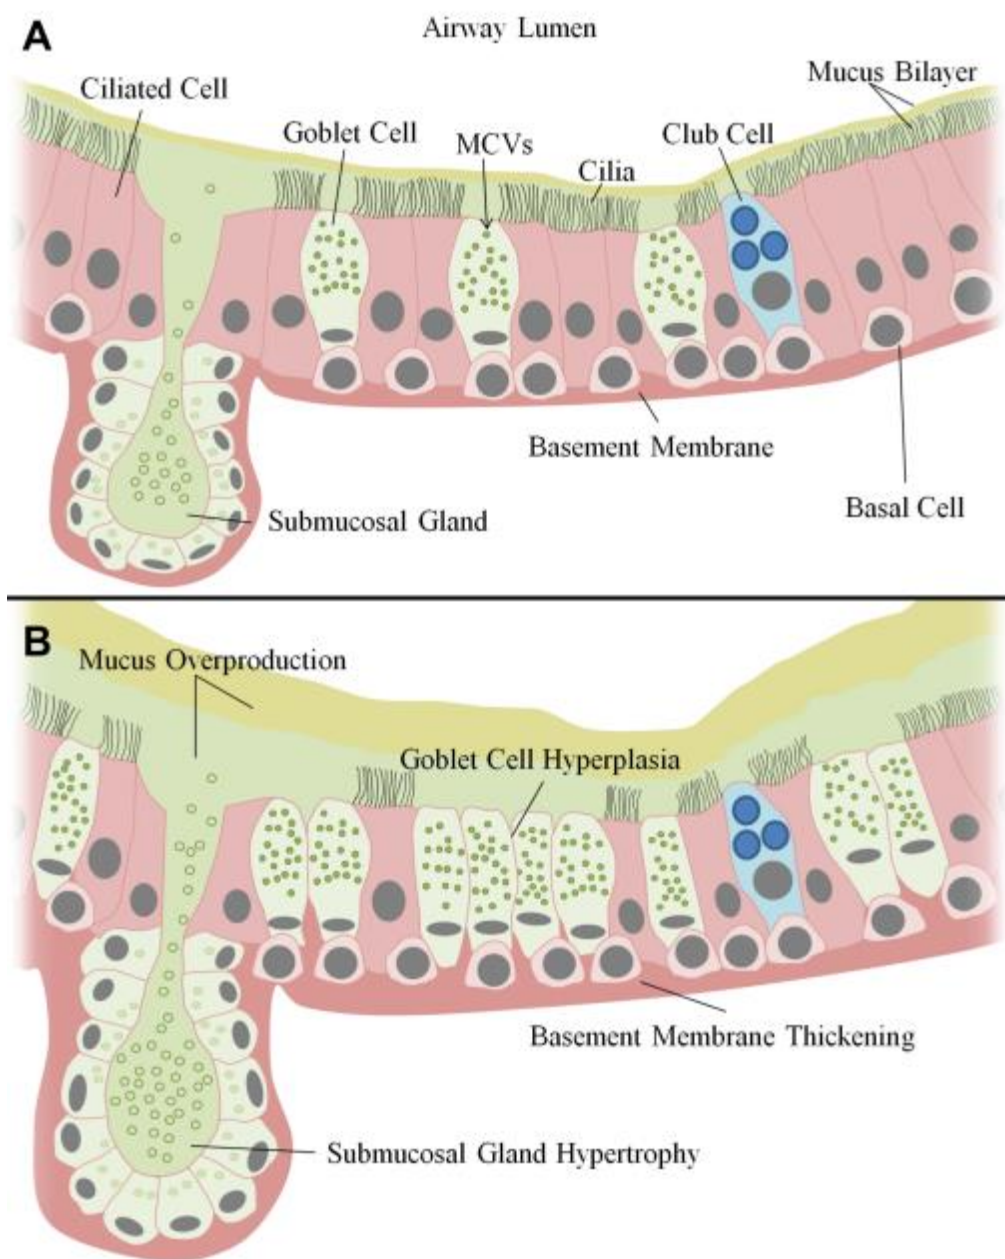 A
Airway Lumen
Ciliated Cell
Mucus Bilayer
Goblet Cell
MCVs
Club Cell
Cilia
Basement Membrane
Basal Cell
Submucosal Gland
B
Mucus Overproduction
Goblet Cell Hyperplasia
Basement Membrane Thickening
Submucosal Gland Hypertrophy